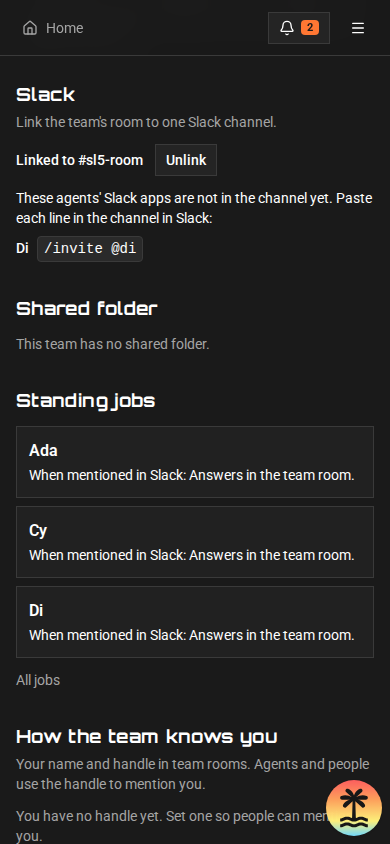 Home
2
Slack
Link the team's room to one Slack channel.
Linked to #sl5-room
Unlink
These agents' Slack apps are not in the channel yet. Paste
each line in the channel in Slack:
Di /invite @di
Shared folder
This team has no shared folder.
Standing jobs
Ada
When mentioned in Slack: Answers in the team room.
Cy
When mentioned in Slack: Answers in the team room.
Di
When mentioned in Slack: Answers in the team room.
All jobs
How the team knows you
Your name and handle in team rooms. Agents and people
use the handle to mention you.
You have no handle yet. Set one so people can
you.